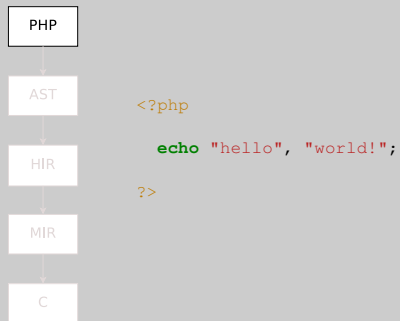 PHP
AST
HIR
MIR
C
<?php
echo "hello", "world!";
?>